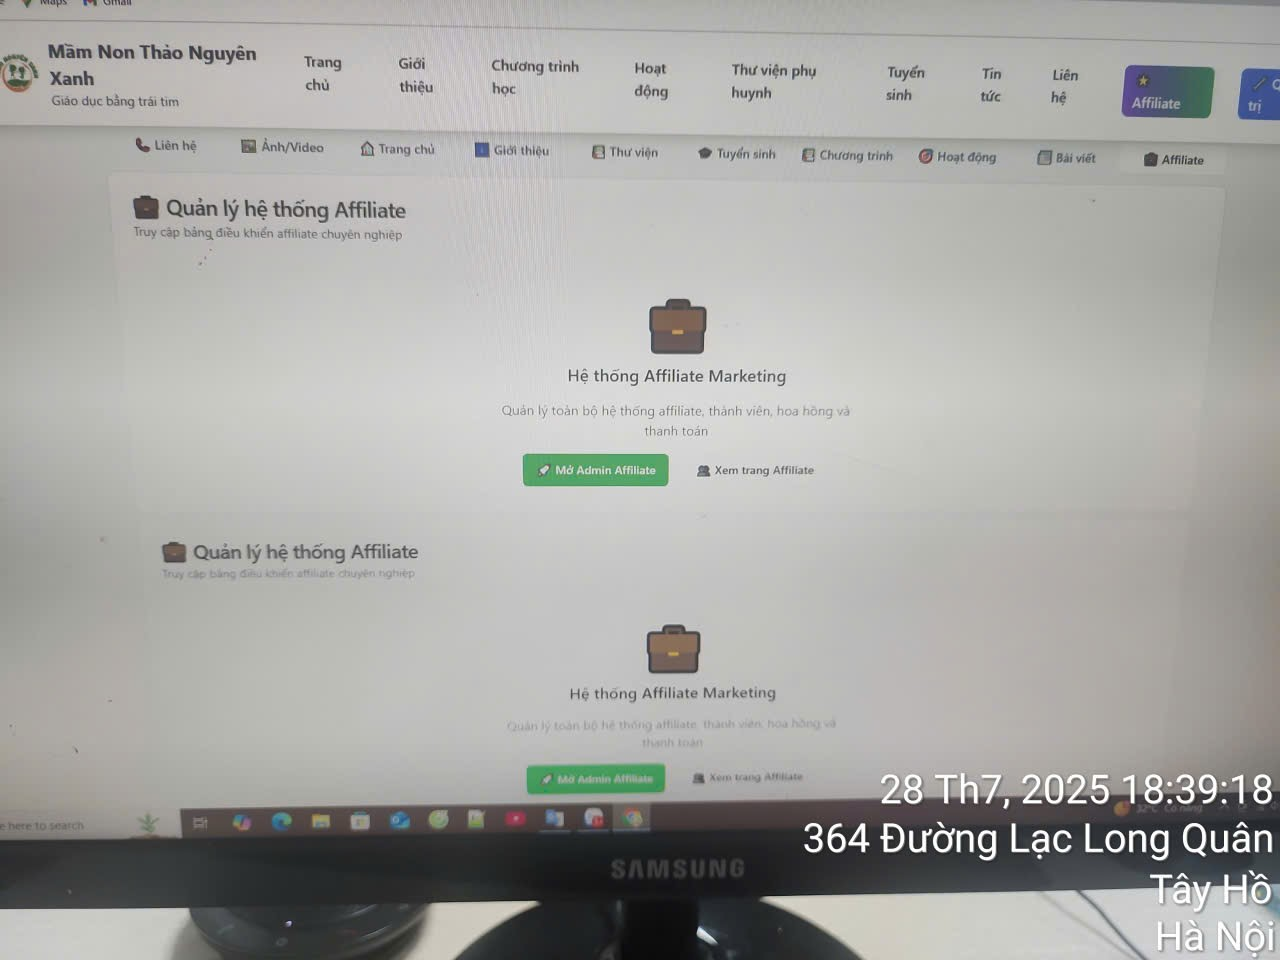 Maps Gmail
Mầm Non Thảo Nguyên
Xanh
Giáo dục bằng trái tim
Trang
chủ
Giới
thiệu
Chương trình
học
Hoạt
động
Thư viện phụ
huynh
Tuyển
sinh
Tin
tức
Liên
hệ
Affiliate
trị
Liên hệ Ảnh/Video Trang chủ Giới thiệu Thư viện Tuyển sinh Chương trình Hoạt động Bài viết Affiliate
Quản lý hệ thống Affiliate
Truy cập bảng điều khiển affiliate chuyên nghiệp
Hệ thống Affiliate Marketing
Quản lý toàn bộ hệ thống affiliate, thành viên, hoa hồng và
thanh toán
Mở Admin Affiliate Xem trang Affiliate
Quản lý hệ thống Affiliate
Truy cập bảng điều khiển affiliate chuyên nghiệp
Hệ thống Affiliate Marketing
Quản lý toàn bộ hệ thống affiliate, thành viên, hoa hồng và
thanh toán
Mở Admin Affiliate Xem trang Affiliate
here to search
SAMSUNG
28 Th7, 2025 18:39:18
364 Đường Lạc Long Quân
Tây Hồ
Hà Nội